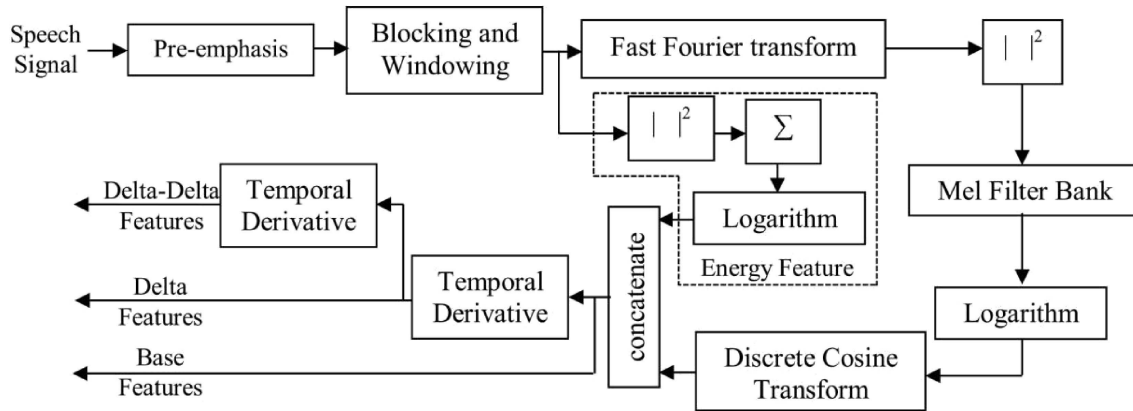 Speech
Signal
Pre-emphasis
Blocking and
Windowing
Fast Fourier transform
| |²
| |²
Σ
Logarithm
Energy Feature
Mel Filter Bank
Logarithm
Discrete Cosine
Transform
concatenate
Temporal
Derivative
Temporal
Derivative
Delta-Delta
Features
Delta
Features
Base
Features